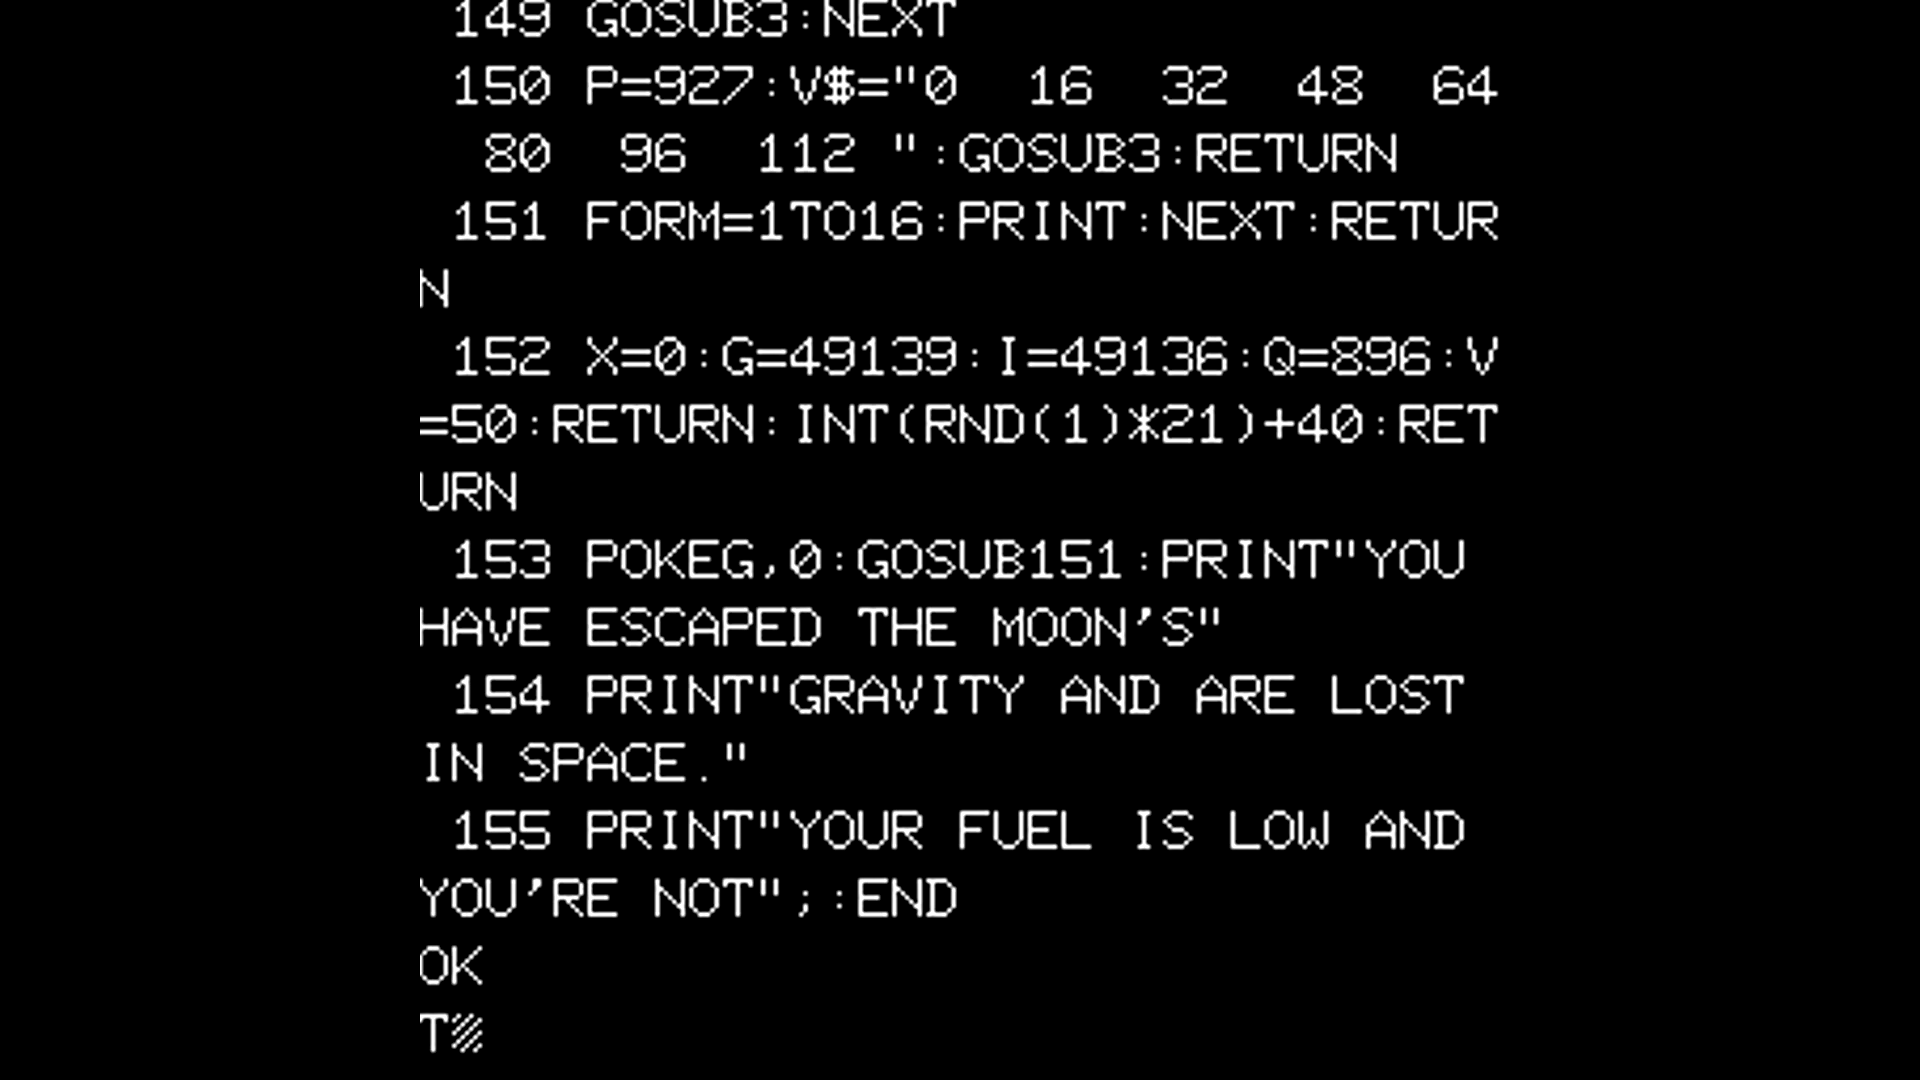 149 GOSUB3:NEXT
150 P=927:V$="0  16  32  48  64
80  96  112 ":GOSUB3:RETURN
151 FORM=1TO16:PRINT:NEXT:RETUR
N
152 X=0:G=49139:I=49136:Q=896:V
=50:RETURN:INT(RND(1)*21)+40:RET
URN
153 POKEG,0:GOSUB151:PRINT"YOU
HAVE ESCAPED THE MOON'S"
154 PRINT"GRAVITY AND ARE LOST
IN SPACE."
155 PRINT"YOUR FUEL IS LOW AND
YOU'RE NOT";:END
OK
T